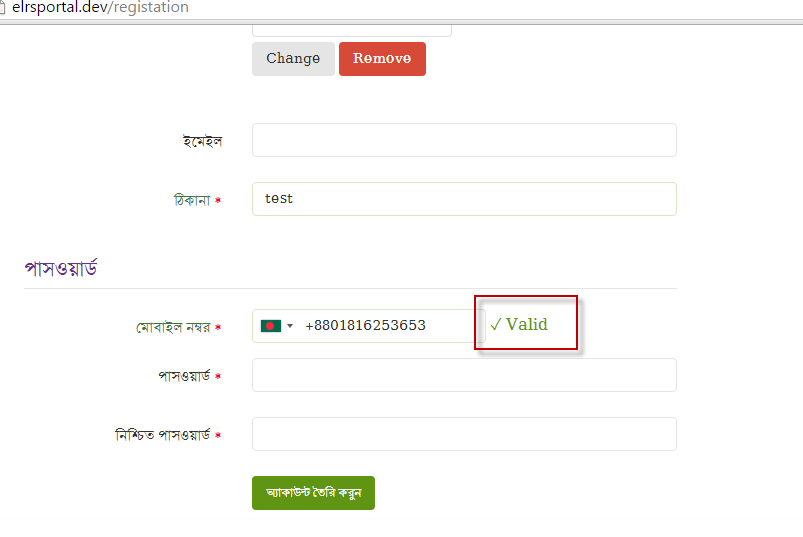 elrsportal.dev/registation
Change Remove
ইমেইল
ঠিকানা * test
পাসওয়ার্ড
মোবাইল নম্বর * +8801816253653 ✓ Valid
পাসওয়ার্ড *
নিশ্চিত পাসওয়ার্ড *
অ্যাকাউন্ট তৈরি করুন